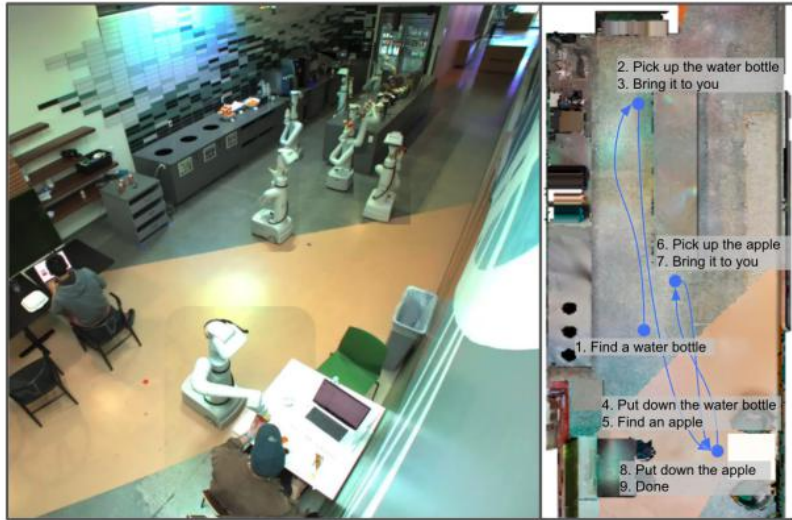 2. Pick up the water bottle
3. Bring it to you
6. Pick up the apple
7. Bring it to you
1. Find a water bottle
4. Put down the water bottle
5. Find an apple
8. Put down the apple
9. Done